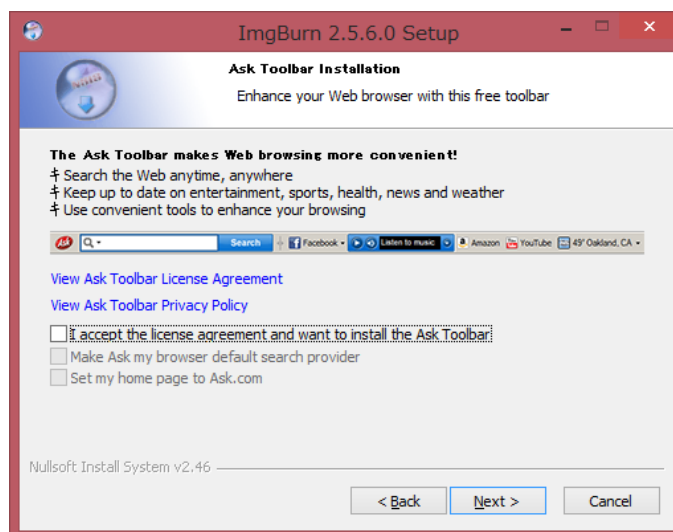 ImgBurn 2.5.6.0 Setup
Ask Toolbar Installation
Enhance your Web browser with this free toolbar
The Ask Toolbar makes Web browsing more convenient!
キ Search the Web anytime, anywhere
キ Keep up to date on entertainment, sports, health, news and weather
キ Use convenient tools to enhance your browsing
Ask Search Facebook Listen to music Amazon YouTube 49° Oakland, CA
View Ask Toolbar License Agreement
View Ask Toolbar Privacy Policy
I accept the license agreement and want to install the Ask Toolbar
Make Ask my browser default search provider
Set my home page to Ask.com
Nullsoft Install System v2.46
< Back Next > Cancel